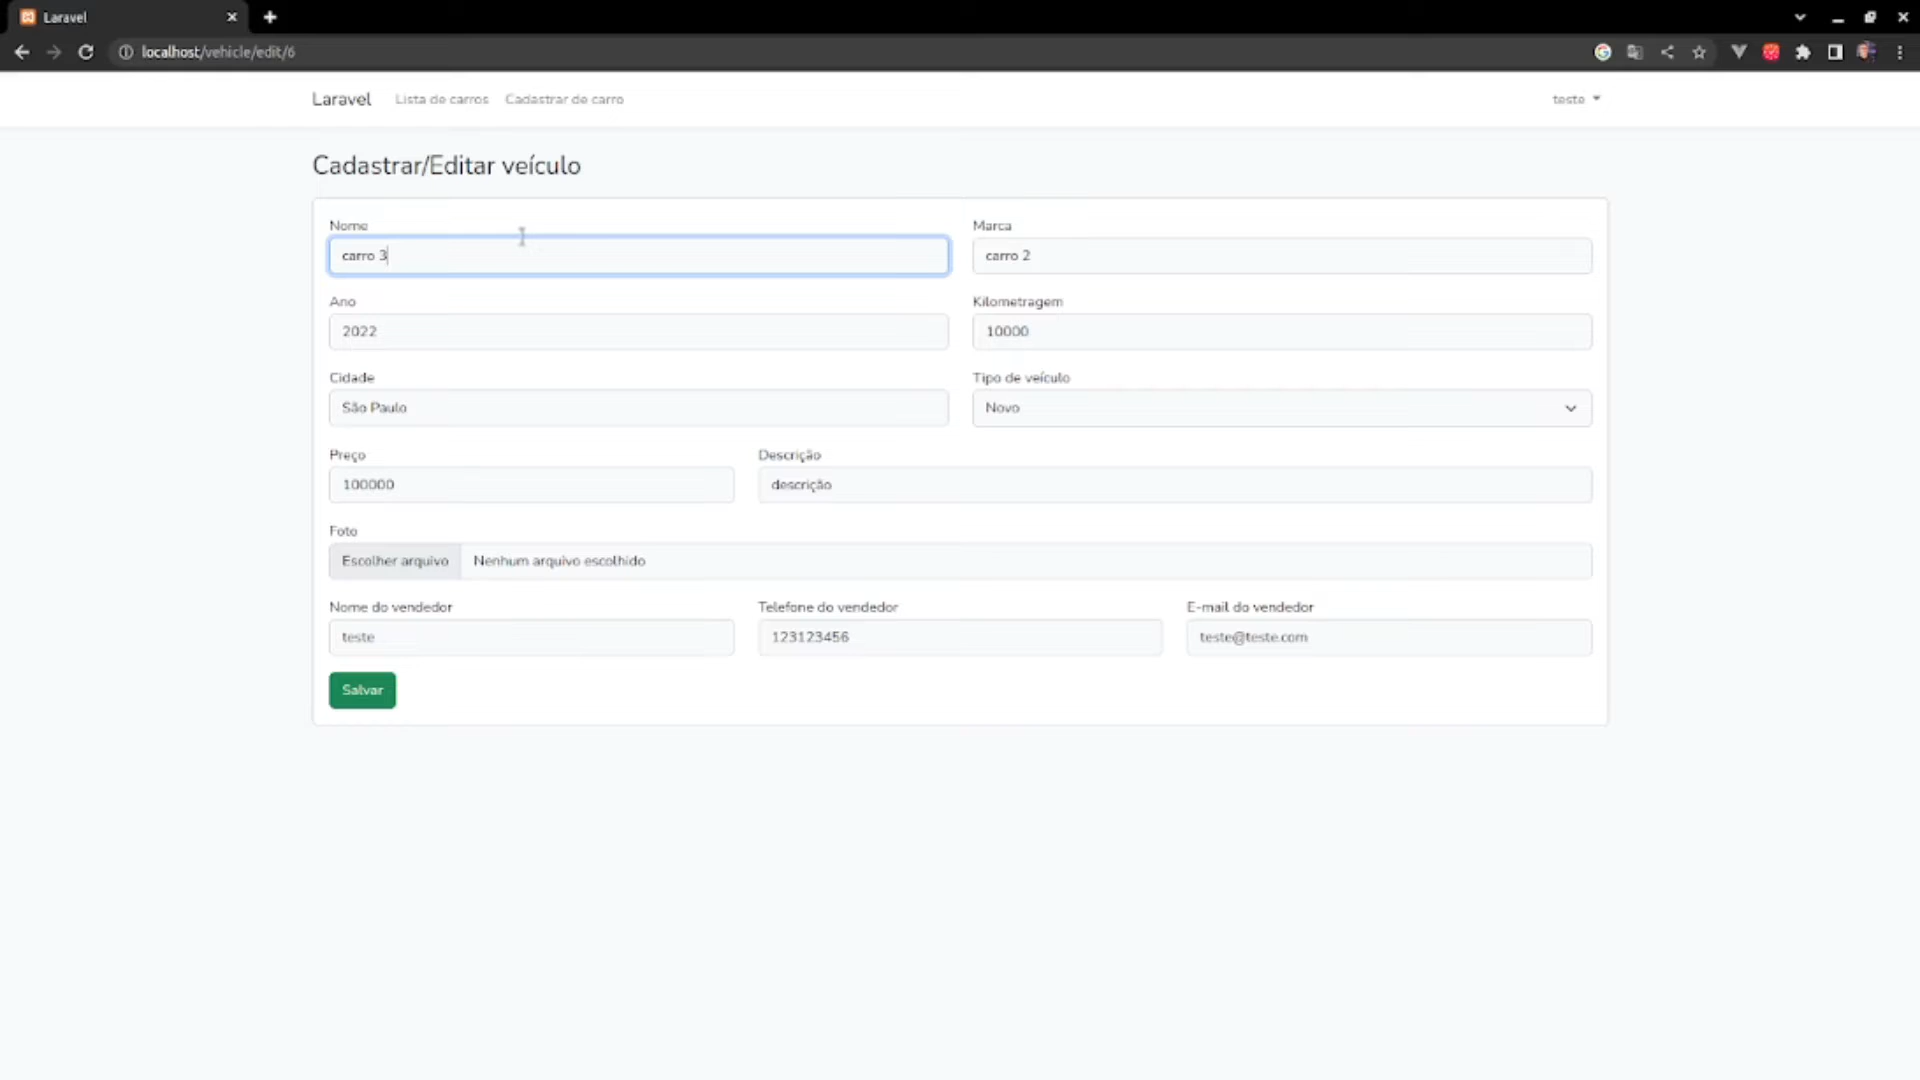 Laravel
localhost/vehicle/edit/6
Laravel Lista de carros Cadastrar de carro teste
Cadastrar/Editar veículo
Nome Marca
carro 3 carro 2
Ano Kilometragem
2022 10000
Cidade Tipo de veículo
São Paulo Novo
Preço Descrição
100000 descrição
Foto
Escolher arquivo Nenhum arquivo escolhido
Nome do vendedor Telefone do vendedor E-mail do vendedor
teste 123123456 teste@teste.com
Salvar